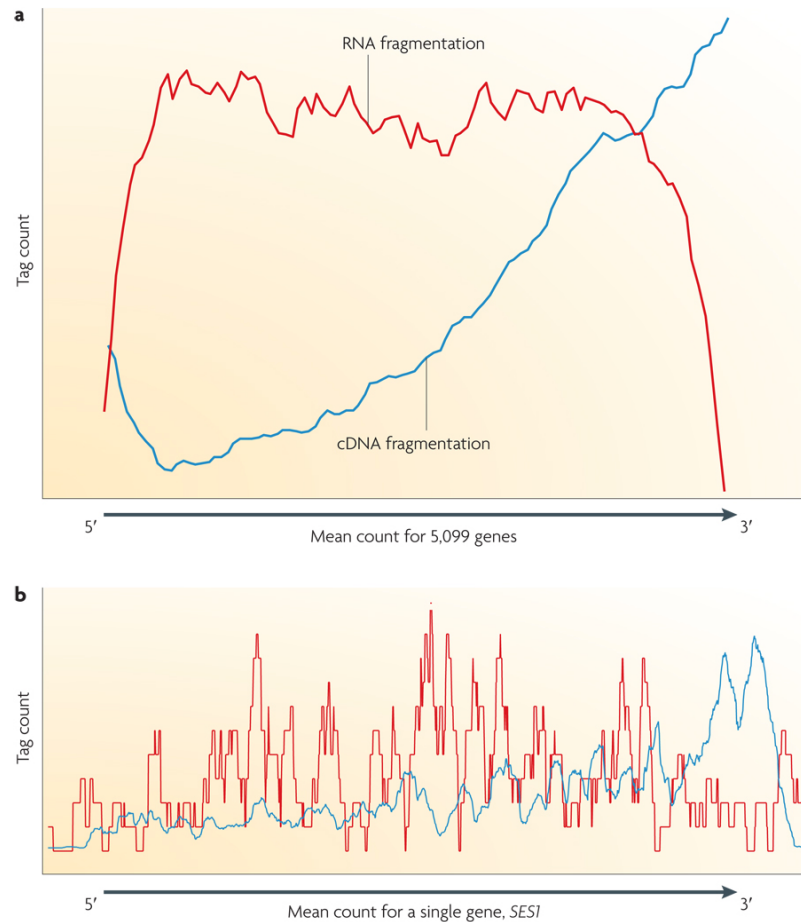 a
RNA fragmentation
Tag count
cDNA fragmentation
5′
3′
Mean count for 5,099 genes
b
Tag count
5′
3′
Mean count for a single gene, SES1